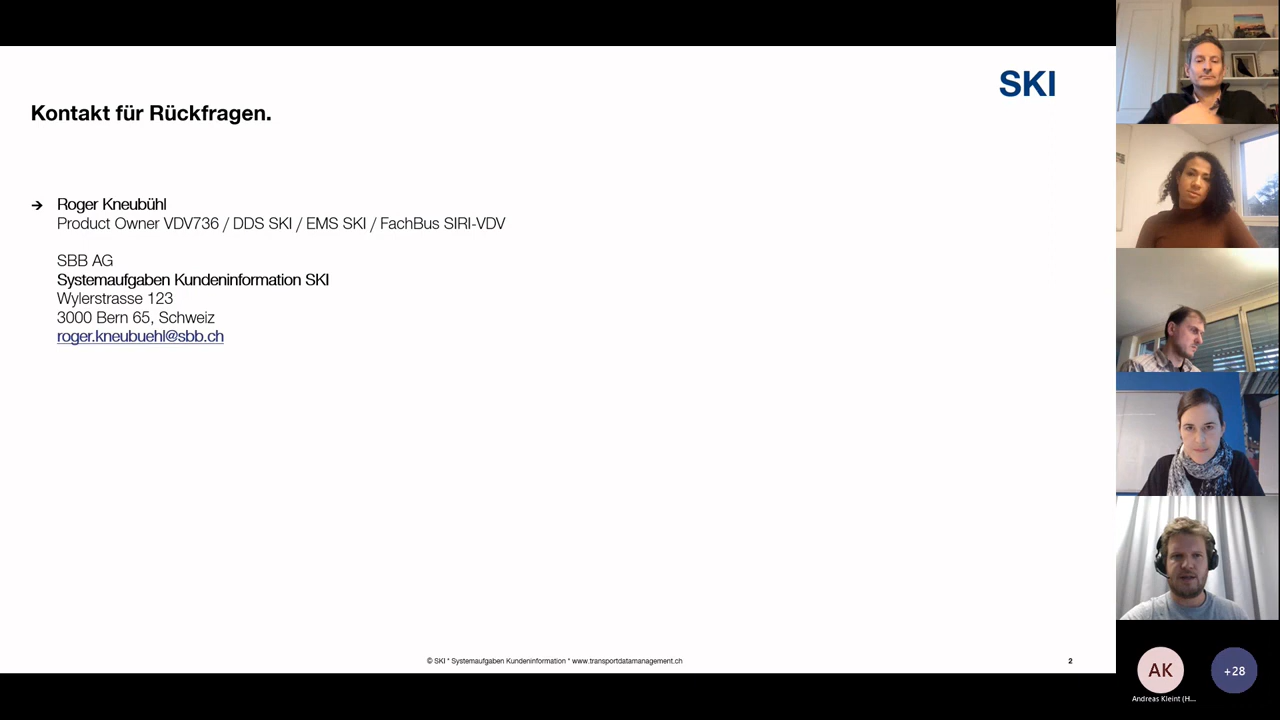 SKI
Kontakt für Rückfragen.
➔ Roger Kneubühl
Product Owner VDV736 / DDS SKI / EMS SKI / FachBus SIRI-VDV
SBB AG
Systemaufgaben Kundeninformation SKI
Wylerstrasse 123
3000 Bern 65, Schweiz
roger.kneubuehl@sbb.ch
© SKI * Systemaufgaben Kundeninformation * www.transportdatamanagement.ch
2
AK
+28
Andreas Kleint (H...